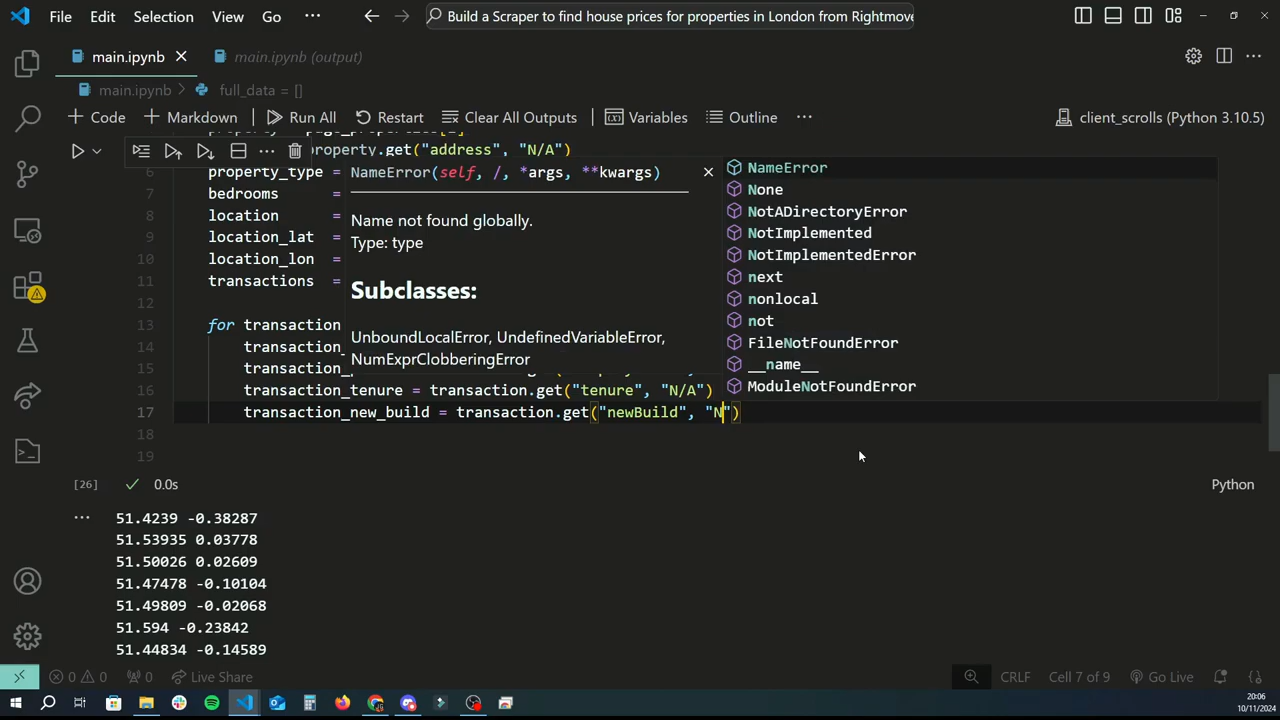 File Edit Selection View Go ···
Build a Scraper to find house prices for properties in London from Rightmove
main.ipynb
main.ipynb (output)
main.ipynb > full_data = []
+ Code + Markdown Run All Restart Clear All Outputs Variables Outline ···
client_scrolls (Python 3.10.5)
property.get("address", "N/A")
6 property_type =
7 bedrooms =
8 location =
9 location_lat =
10 location_lon =
11 transactions =
12
13 for transaction
14 transaction_
15 transaction_p
16 transaction_tenure = transaction.get("tenure", "N/A")
17 transaction_new_build = transaction.get("newBuild", "N")
18
19
NameError(self, /, *args, **kwargs)
Name not found globally.
Type: type
Subclasses:
UnboundLocalError, UndefinedVariableError,
NumExprClobberingError
NameError
None
NotADirectoryError
NotImplemented
NotImplementedError
next
nonlocal
not
FileNotFoundError
__name__
ModuleNotFoundError
[26] 0.0s Python
51.4239 -0.38287
51.53935 0.03778
51.50026 0.02609
51.47478 -0.10104
51.49809 -0.02068
51.594 -0.23842
51.44834 -0.14589
0 0 0 Live Share CRLF Cell 7 of 9 Go Live
20:06
10/11/2024